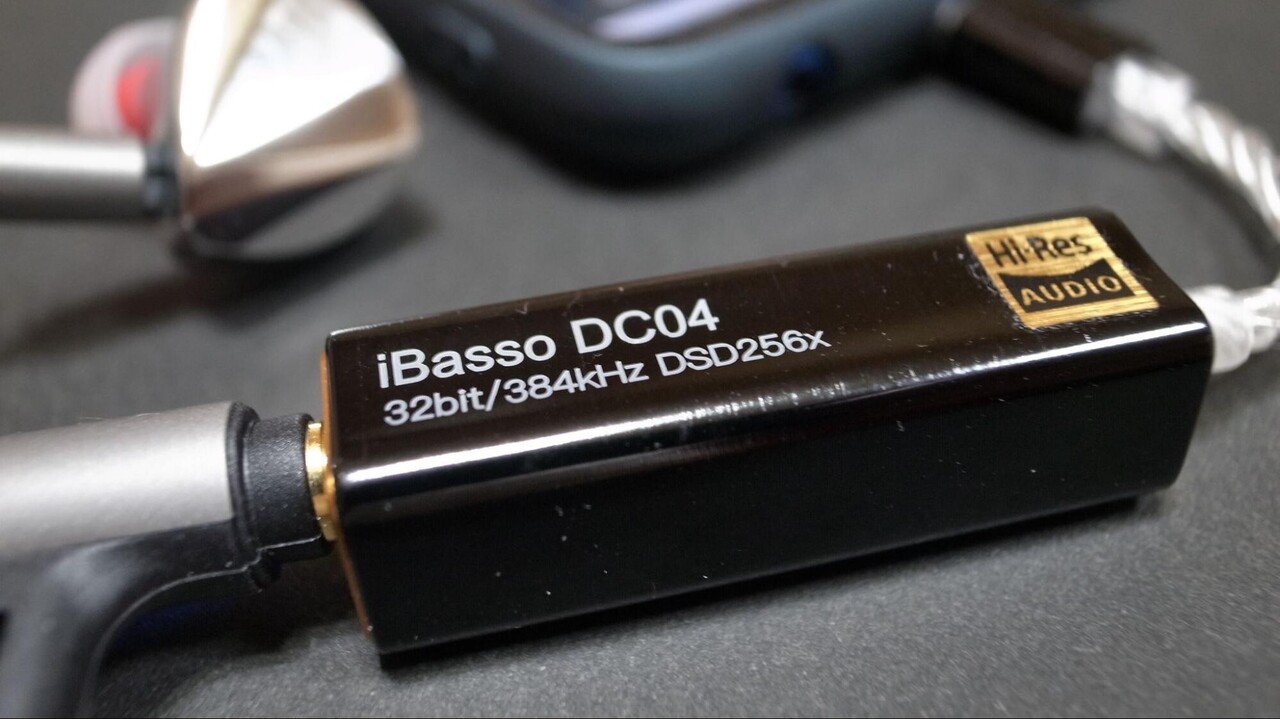 iBasso DC04
32bit/384kHz DSD256x
Hi-Res
AUDIO